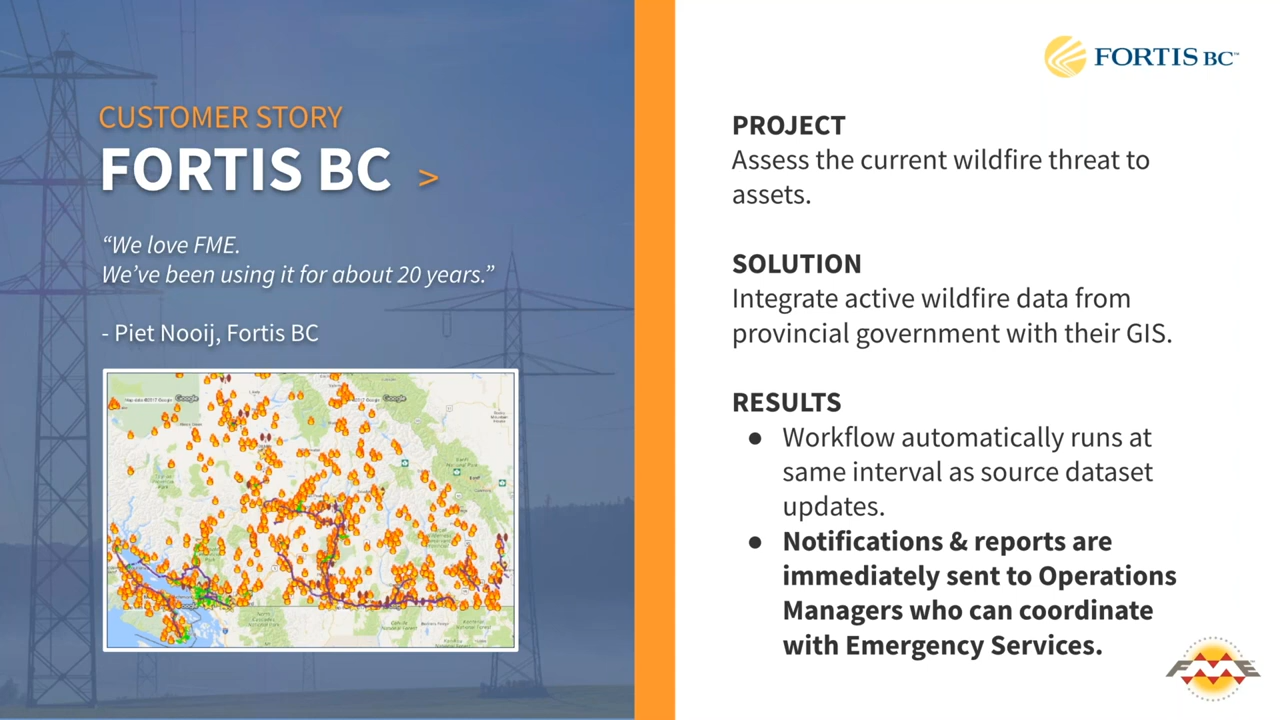 CUSTOMER STORY
FORTIS BC >
“We love FME.
We’ve been using it for about 20 years.”
- Piet Nooij, Fortis BC
Google
Google
FORTIS BC™
PROJECT
Assess the current wildfire threat to
assets.
SOLUTION
Integrate active wildfire data from
provincial government with their GIS.
RESULTS
● Workflow automatically runs at
same interval as source dataset
updates.
● Notifications & reports are
immediately sent to Operations
Managers who can coordinate
with Emergency Services.
FME